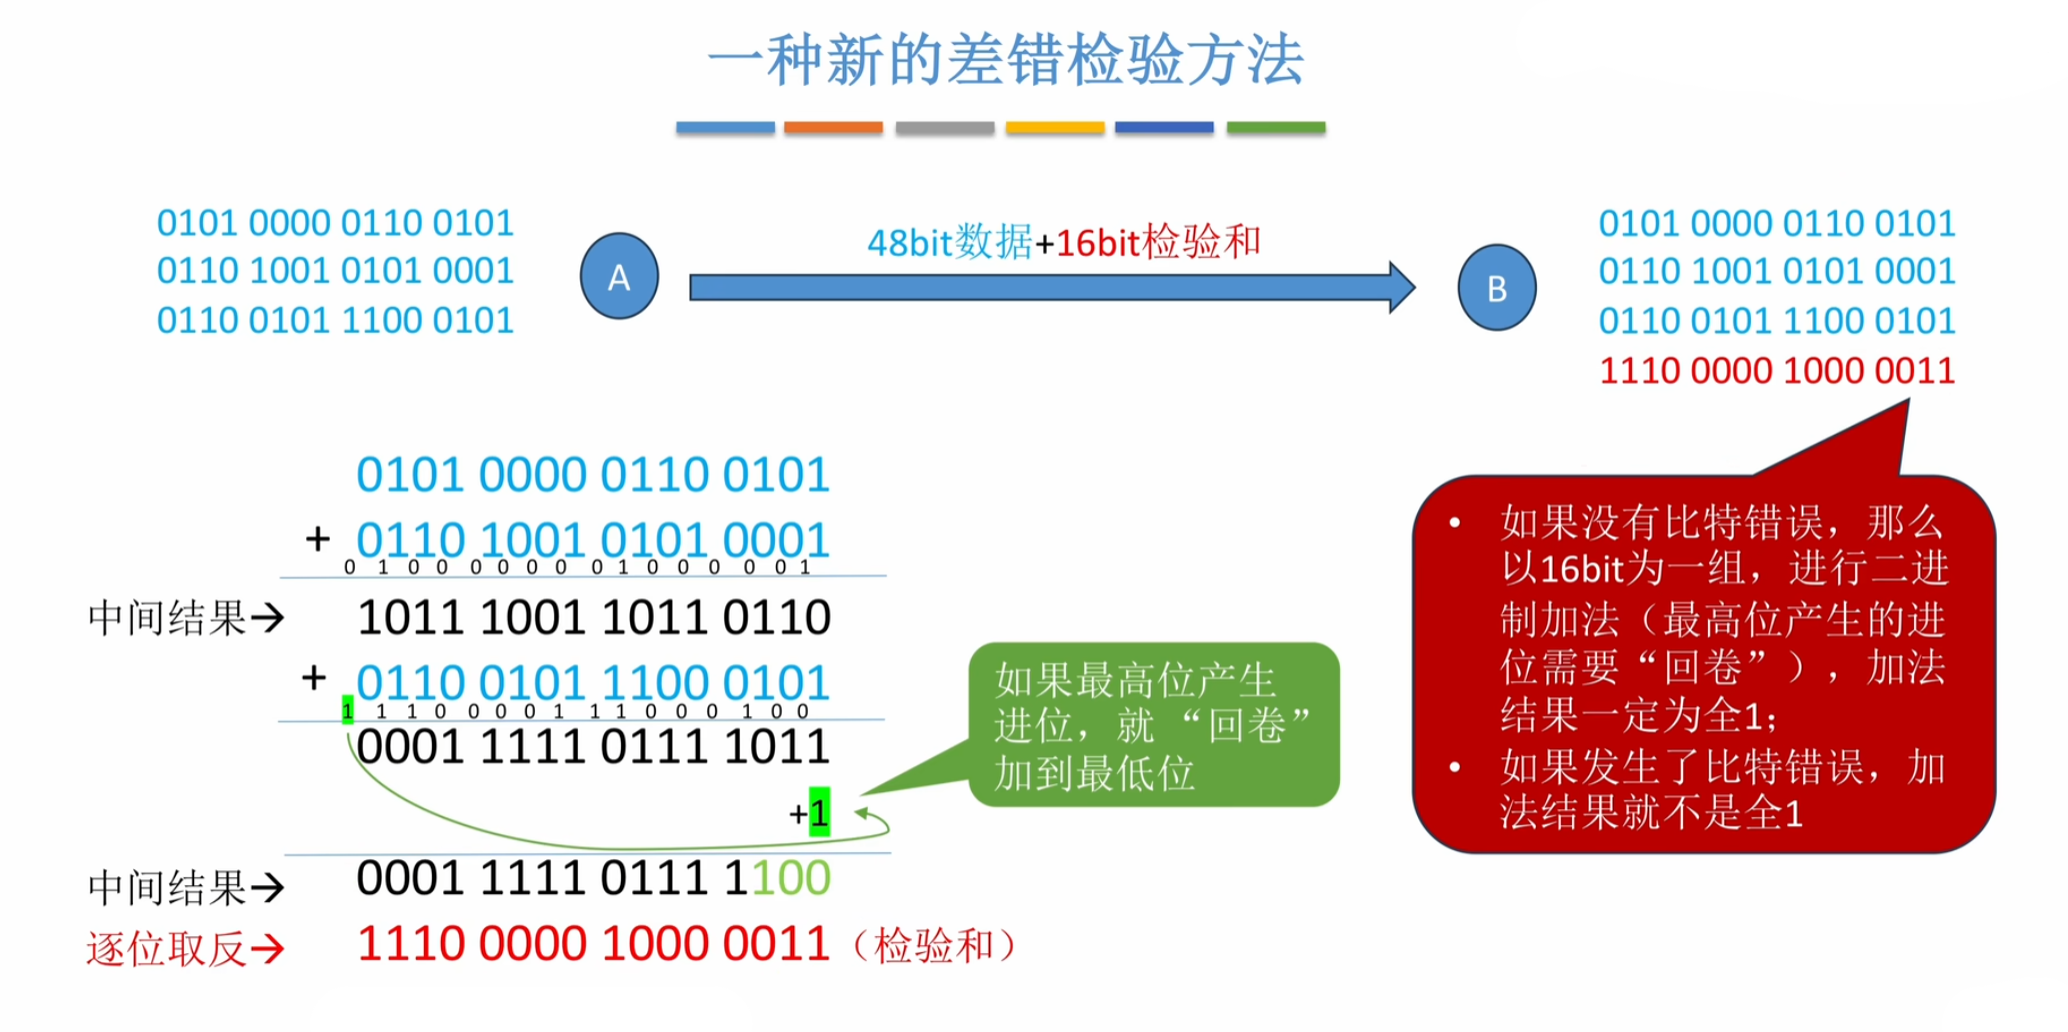 一种新的差错检验方法
0101 0000 0110 0101
0110 1001 0101 0001
0110 0101 1100 0101
A
48bit数据+16bit检验和
B
0101 0000 0110 0101
0110 1001 0101 0001
0110 0101 1100 0101
1110 0000 1000 0011
0101 0000 0110 0101
+ 0110 1001 0101 0001
0 1 0 0 0 0 0 0 0 1 0 0 0 0 0 1
中间结果→ 1011 1001 1011 0110
+ 0110 0101 1100 0101
1 1 1 0 0 0 0 1 1 1 0 0 0 1 0 0
0001 1111 0111 1011
+1
中间结果→ 0001 1111 0111 1100
逐位取反→ 1110 0000 1000 0011（检验和）
如果最高位产生
进位，就“回卷”
加到最低位
• 如果没有比特错误，那么
以16bit为一组，进行二进
制加法（最高位产生的进
位需要“回卷”），加法
结果一定为全1；
• 如果发生了比特错误，加
法结果就不是全1